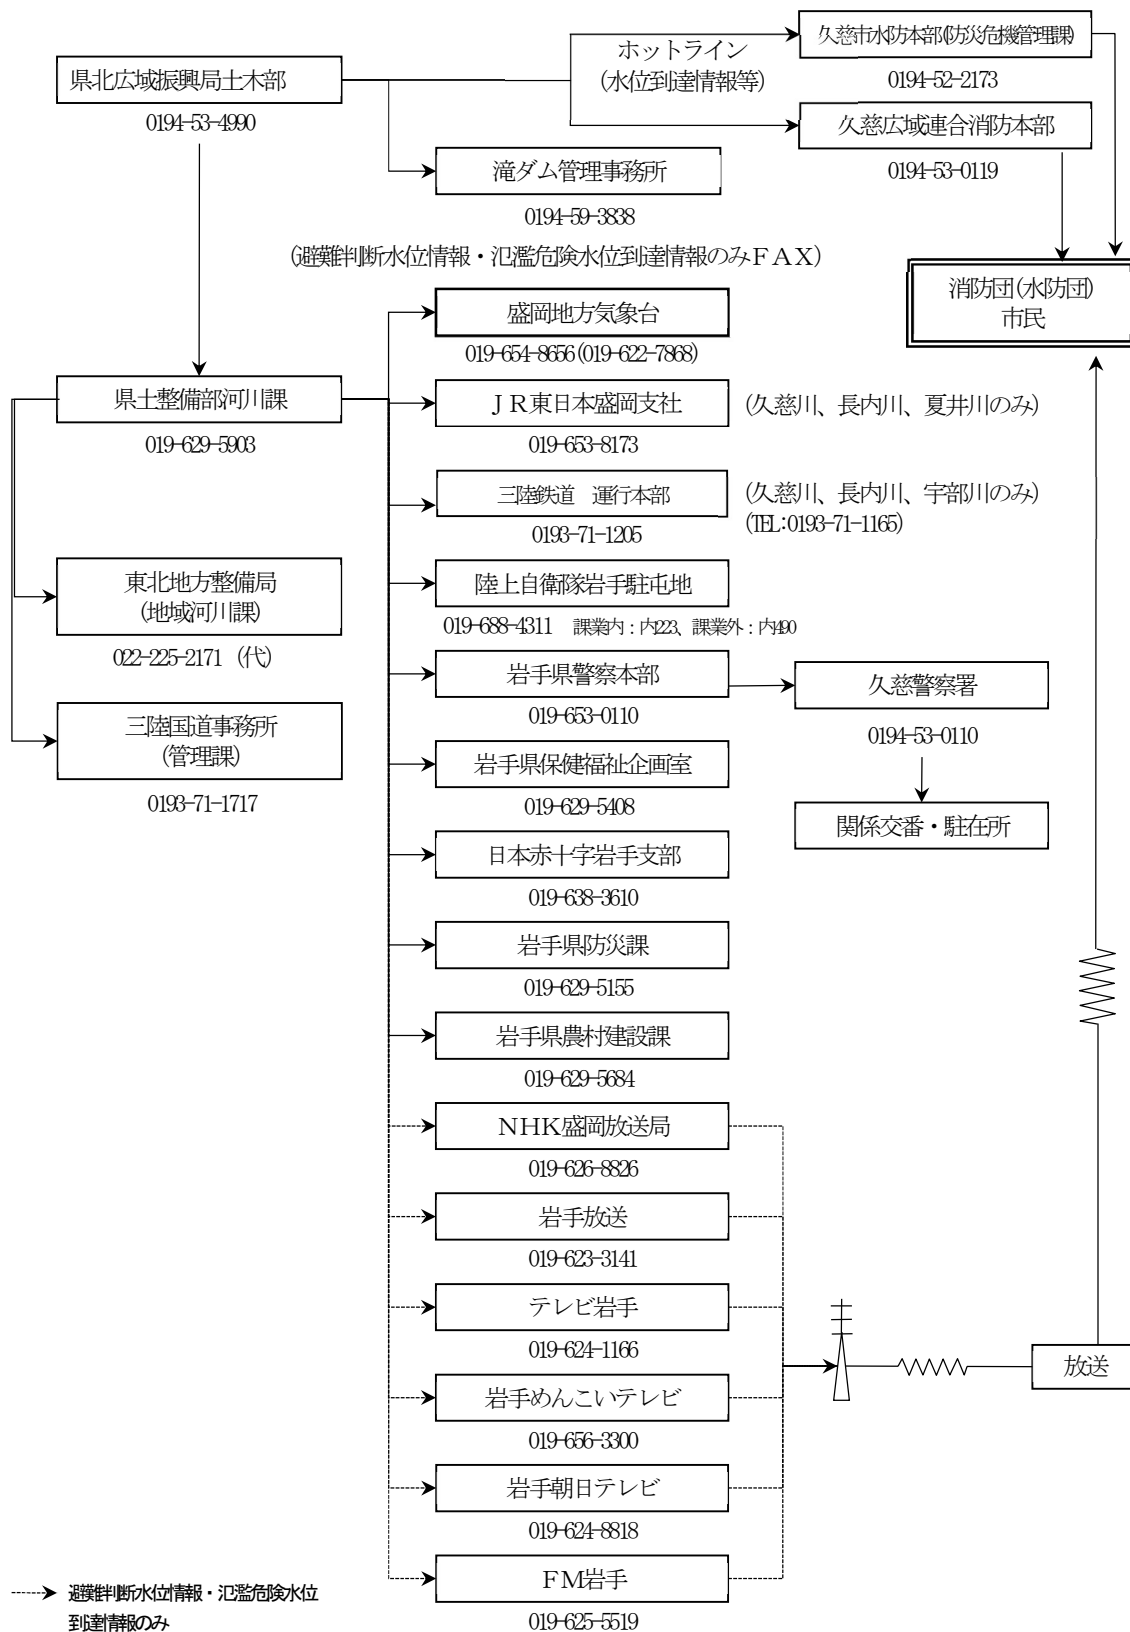 久慈市水防本部(防災危機管理課)
0194-52-2173
ホットライン
(水位到達情報等)
県北広域振興局土木部
0194-53-4990
久慈広域連合消防本部
0194-53-0119
滝ダム管理事務所
0194-59-3838
(避難判断水位情報・氾濫危険水位到達情報のみFAX)
消防団(水防団)
市民
盛岡地方気象台
019-654-8656(019-622-7868)
県土整備部河川課
019-629-5903
JR東日本盛岡支社
(久慈川、長内川、夏井川のみ)
019-653-8173
三陸鉄道 運行本部
(久慈川、長内川、宇部川のみ)
(TEL:0193-71-1165)
0193-71-1205
東北地方整備局
(地域河川課)
022-225-2171 (代)
陸上自衛隊岩手駐屯地
019-688-4311 課業内:内223、課業外:内490
三陸国道事務所
(管理課)
0193-71-1717
岩手県警察本部
019-653-0110
久慈警察署
0194-53-0110
岩手県保健福祉企画室
019-629-5408
関係交番・駐在所
日本赤十字岩手支部
019-638-3610
岩手県防災課
019-629-5155
岩手県農村建設課
019-629-5684
NHK盛岡放送局
019-626-8826
岩手放送
019-623-3141
テレビ岩手
019-624-1166
放送
岩手めんこいテレビ
019-656-3300
岩手朝日テレビ
019-624-8818
FM岩手
019-625-5519
避難判断水位情報・氾濫危険水位
到達情報のみ